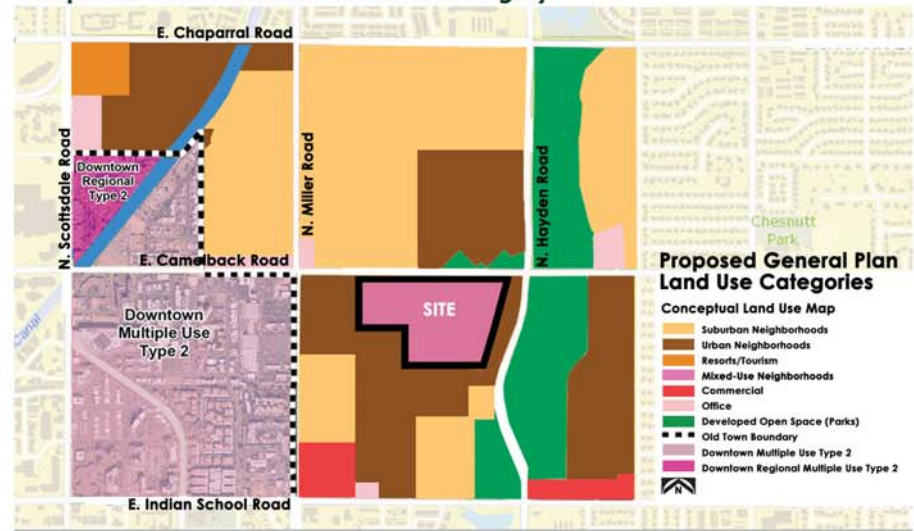 E. Chaparral Road
N. Scottsdale Road
N. Miller Road
N. Hayden Road
Downtown
Regional
Type 2
E. Camelback Road
Chesnutt
Park
Canal
Downtown
Multiple Use
Type 2
SITE
E. Indian School Road
Proposed General Plan
Land Use Categories
Conceptual Land Use Map
Suburban Neighborhoods
Urban Neighborhoods
Resorts/Tourism
Mixed-Use Neighborhoods
Commercial
Office
Developed Open Space (Parks)
Old Town Boundary
Downtown Multiple Use Type 2
Downtown Regional Multiple Use Type 2
N